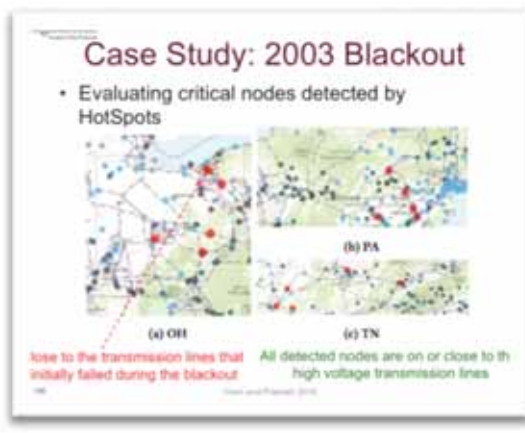 Case Study: 2003 Blackout
• Evaluating critical nodes detected by
HotSpots
(b) PA
(a) OH
(c) TN
lose to the transmission lines that
initially failed during the blackout
All detected nodes are on or close to th
high voltage transmission lines